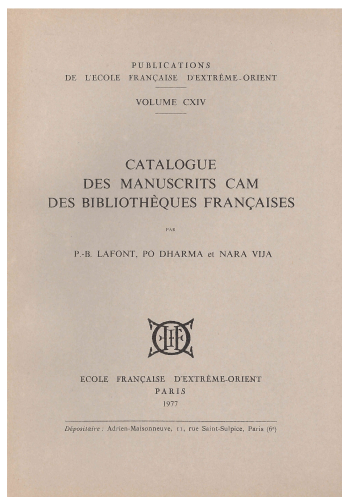 PUBLICATIONS
DE L'ECOLE FRANÇAISE D'EXTRÊME-ORIENT
VOLUME CXIV
CATALOGUE
DES MANUSCRITS CAM
DES BIBLIOTHÊQUES FRANÇAISES
PAR
P.-B. LAFONT, PO DHARMA et NARA VIJA
ECOLE FRANÇAISE D'EXTRÊME-ORIENT
PARIS
1977
Dépositaire : Adrien-Maisonneuve, 11, rue Saint-Sulpice, Paris (6e)